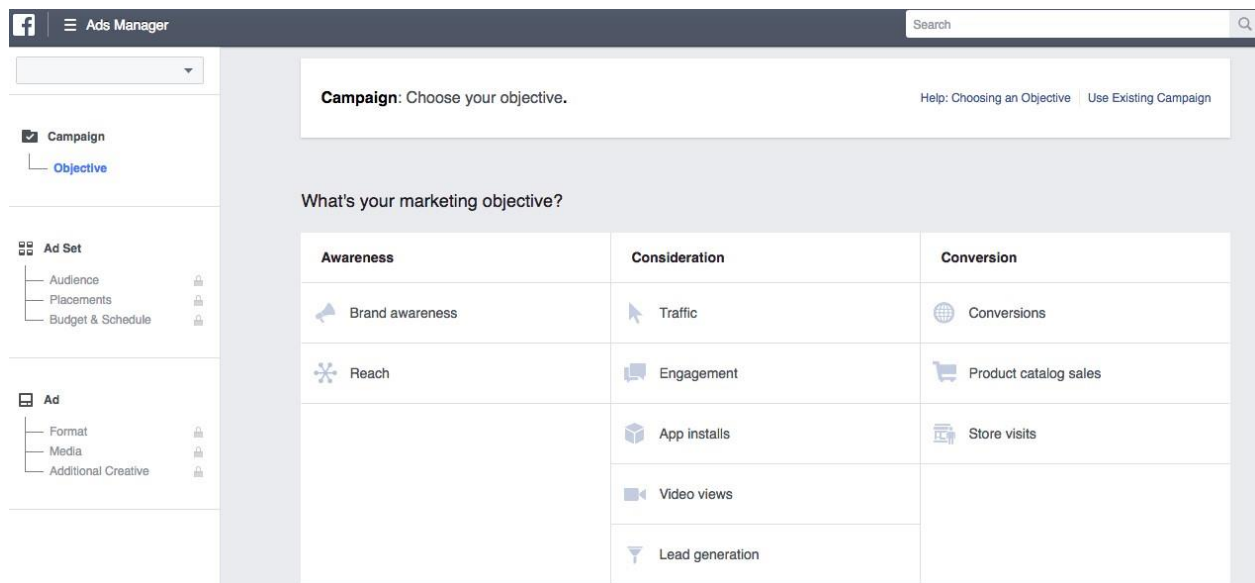 f Ads Manager
Search
Campaign
Objective
Ad Set
Audience
Placements
Budget & Schedule
Ad
Format
Media
Additional Creative
Campaign: Choose your objective.
Help: Choosing an Objective Use Existing Campaign
What's your marketing objective?
Awareness Consideration Conversion
Brand awareness Traffic Conversions
Reach Engagement Product catalog sales
App installs Store visits
Video views
Lead generation